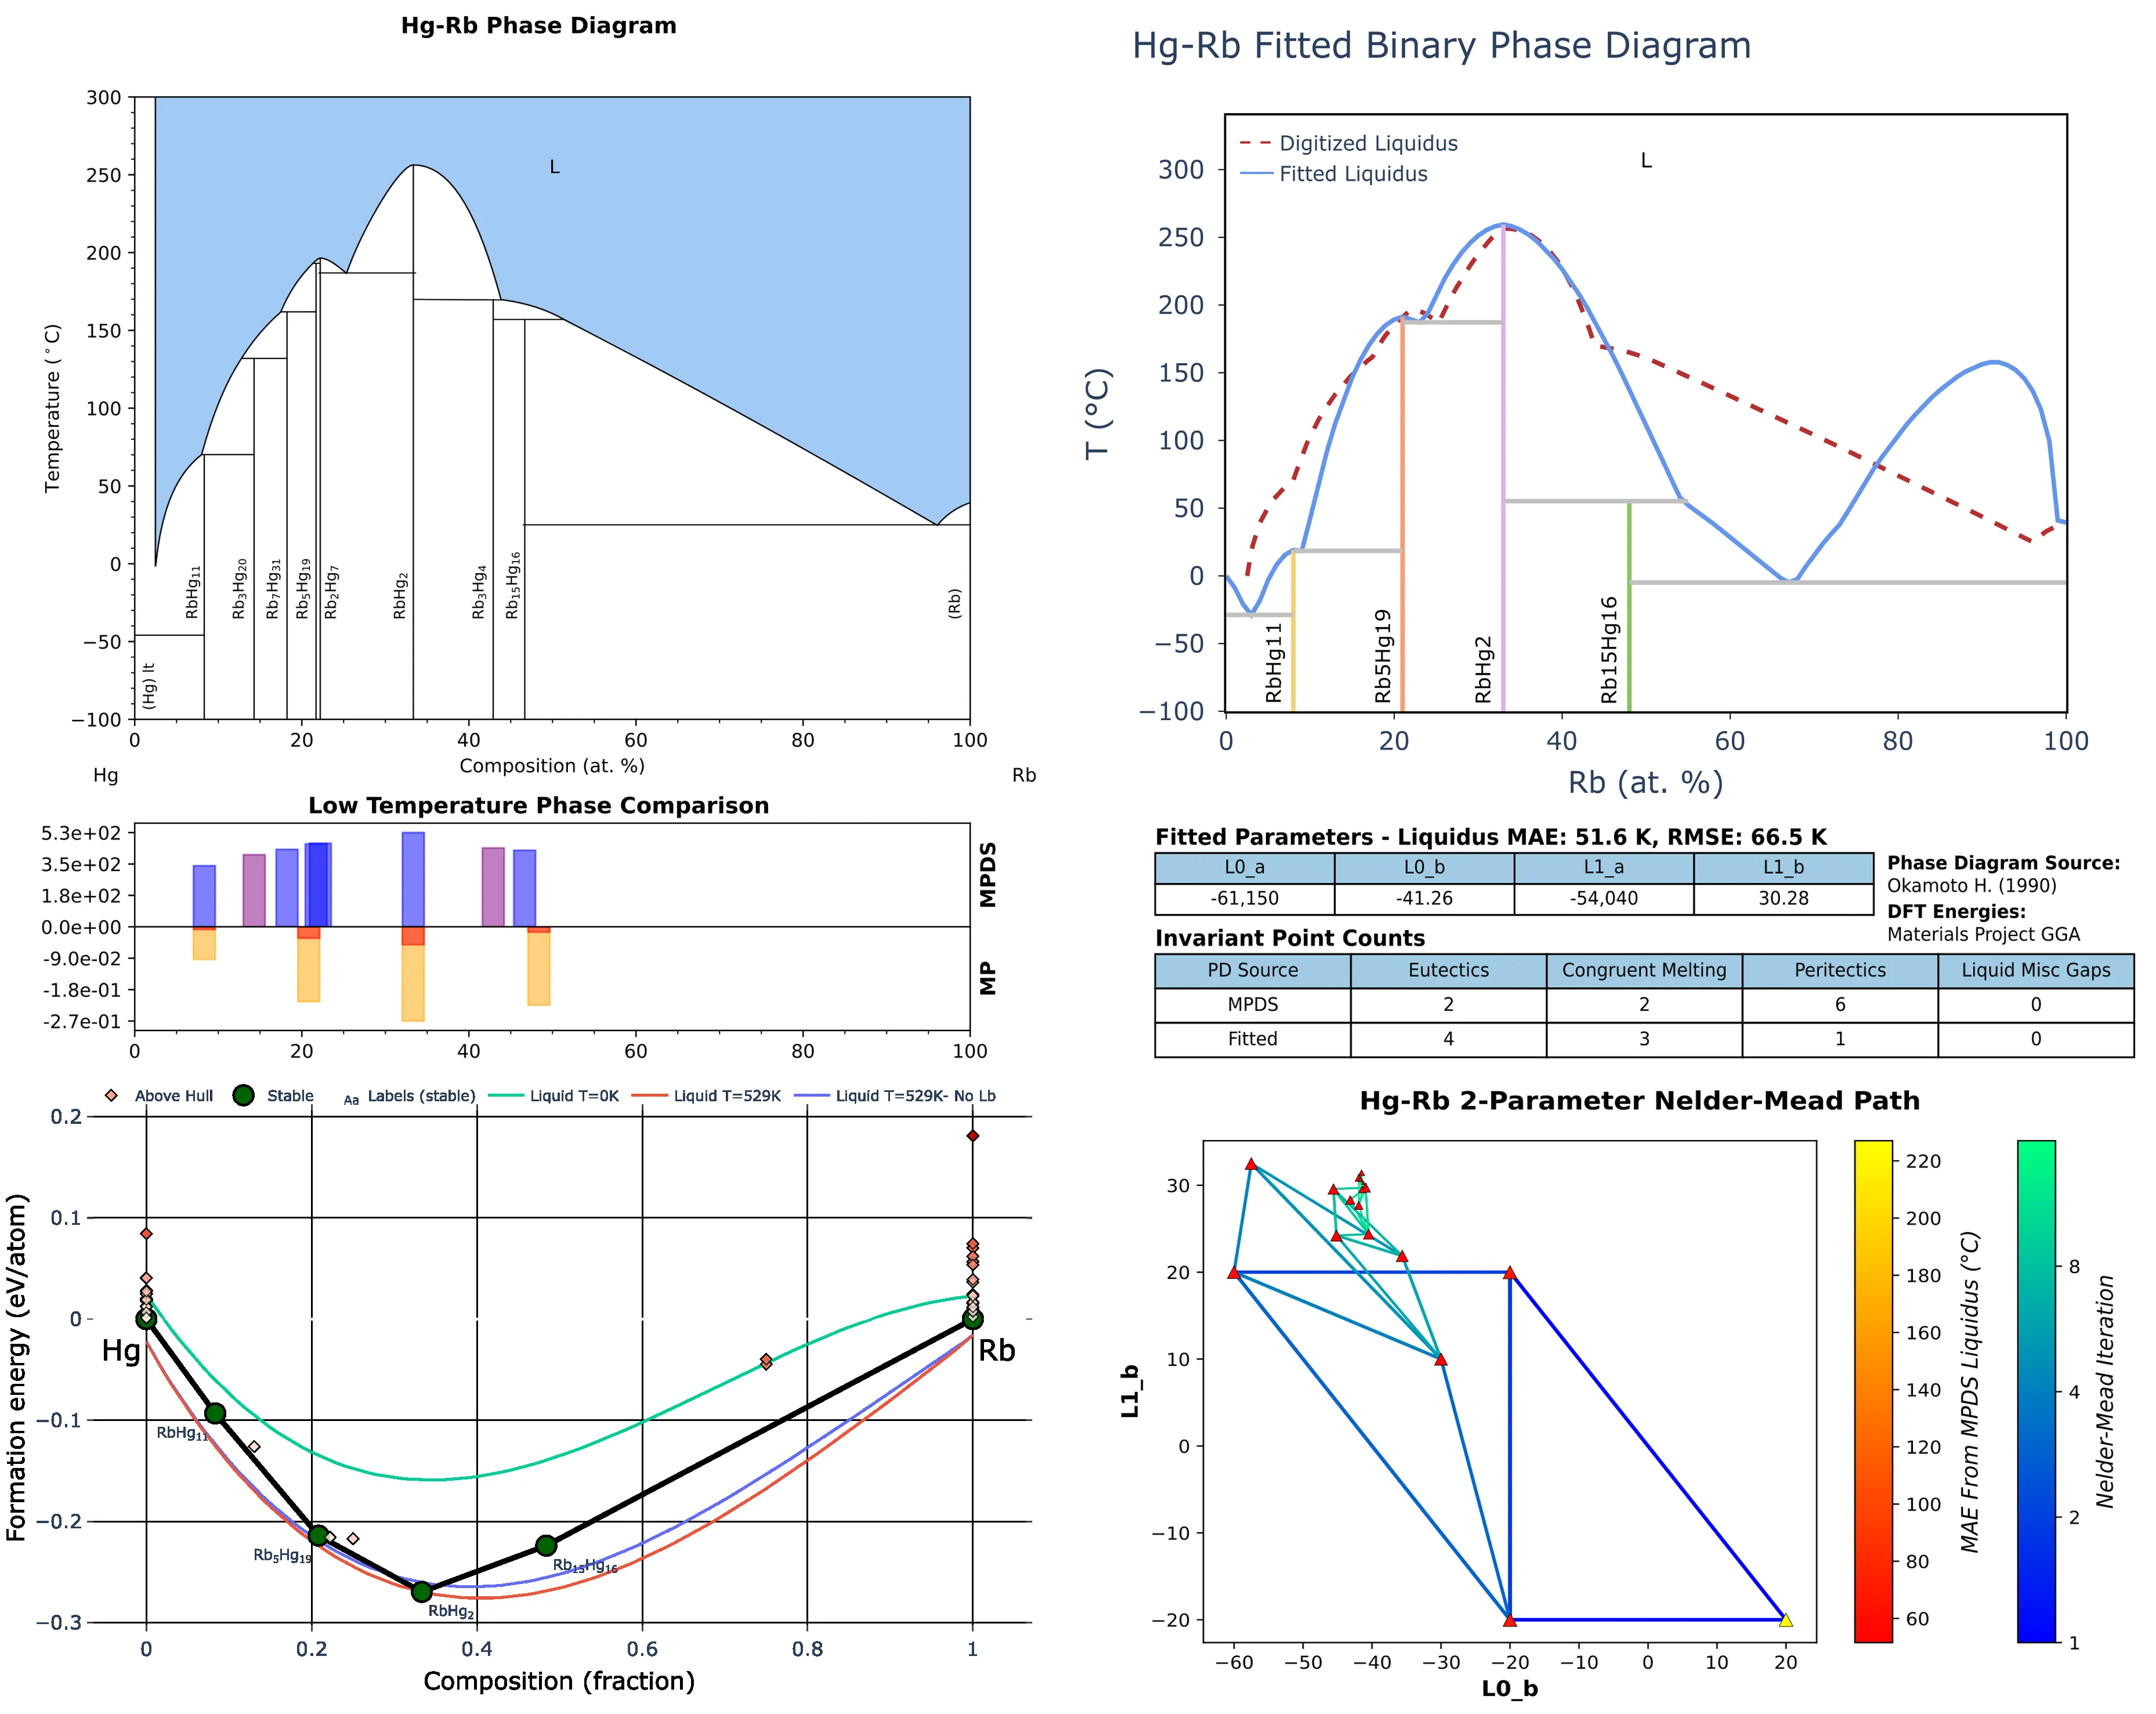 Hg-Rb Phase Diagram
300
250
200
150
100
50
0
−50
−100
Temperature (°C)
L
RbHg11
Rb3Hg20
Rb7Hg31
Rb5Hg19
Rb2Hg7
RbHg2
Rb3Hg4
Rb15Hg16
(Rb)
(Hg) lt
0 20 40 60 80 100
Composition (at. %)
Hg Rb
Hg-Rb Fitted Binary Phase Diagram
Digitized Liquidus
Fitted Liquidus
L
300
250
200
150
100
50
0
−50
−100
T (°C)
RbHg11
Rb5Hg19
RbHg2
Rb15Hg16
0 20 40 60 80 100
Rb (at. %)
Low Temperature Phase Comparison
5.3e+02
3.5e+02
1.8e+02
0.0e+00
-9.0e-02
-1.8e-01
-2.7e-01
MPDS
MP
0 20 40 60 80 100
Fitted Parameters - Liquidus MAE: 51.6 K, RMSE: 66.5 K
L0_a L0_b L1_a L1_b
-61,150 -41.26 -54,040 30.28
Phase Diagram Source:
Okamoto H. (1990)
DFT Energies:
Materials Project GGA
Invariant Point Counts
PD Source Eutectics Congruent Melting Peritectics Liquid Misc Gaps
MPDS 2 2 6 0
Fitted 4 3 1 0
Above Hull Stable Aa Labels (stable) Liquid T=0K Liquid T=529K Liquid T=529K- No Lb
0.2
0.1
0
−0.1
−0.2
−0.3
Formation energy (eV/atom)
Hg
Rb
RbHg11
Rb5Hg19
RbHg2
Rb15Hg16
0 0.2 0.4 0.6 0.8 1
Composition (fraction)
Hg-Rb 2-Parameter Nelder-Mead Path
30
20
10
0
−10
−20
L1_b
−60 −50 −40 −30 −20 −10 0 10 20
L0_b
220
200
180
160
140
120
100
80
60
MAE From MPDS Liquidus (°C)
8
4
2
1
Nelder-Mead Iteration